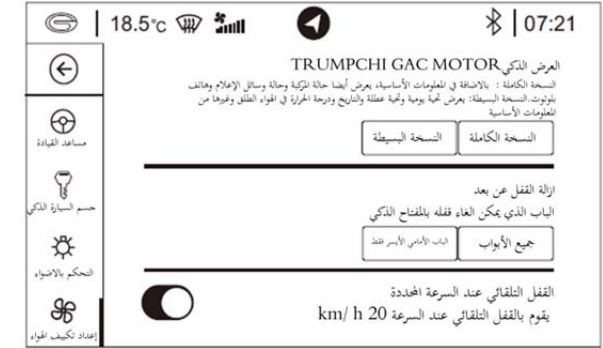 18.5°c
07:21
العرض الذكيTRUMPCHI GAC MOTOR
النسخة الكاملة : بالاضافة في المعلومات الأساسية، يعرض أيضا حالة المركبة وحالة وسائل الإعلام وهاتف
بلوتوث.النسخة البسيطة: يعرض تحية يومية وتحية عطلة والتاريخ ودرجة الحرارة في الهواء الطلق وغيرها من
المعلومات الأساسية
النسخة الكاملة
النسخة البسيطة
ازالة القفل عن بعد
الباب الذي يمكن الغاء قفله بالمفتاح الذكي
جميع الأبواب
الباب الأمامي الأيسر فقط
القفل التلقائي عند السرعة المحددة
يقوم بالقفل التلقائي عند السرعة 20 km/ h
مساعد القيادة
جسم السيارة الذكي
التحكم بالاضواء
إعداد تكييف الهواء